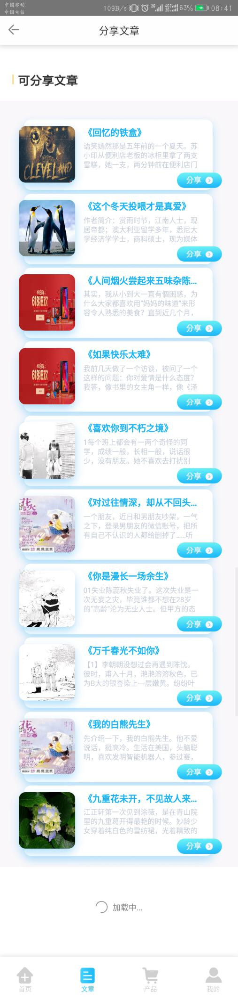 中国移动
中国电信
109B/s
2G
4G
2G
63%
08:41
分享文章
可分享文章
CLEVELAND
《回忆的铁盒》
语笑嫣然那是五年前的一个夏天。苏
小印从便利店老板的冰柜里拿了两支
雪糕，她一支，两分钟前在便利店门
分享
《这个冬天投喂才是真爱》
作者简介：赏雨时节，江南人士，现
居帝都；澳大利亚留学多年，悉尼大
学经济学学士，商科硕士，现为媒体
分享
618狂欢
《人间烟火尝起来五味杂陈...
其实，我从小到大一直有個困惑，为
什么大家都喜欢用“妈妈的味道”来形
容令人熟悉的美食？直到近几个月，
分享
618狂欢
《如果快乐太难》
我前几天做了一个访谈，被问了一个
这样的问题：你对爱情是什么态度？
我答，像书里的女主角一样，像《泽
分享
《喜欢你到不朽之境》
1每个班上都会有一两个奇怪的同
学，成绩一般，长相一般，说话很
少，没有朋友。她不喜欢去打扰别
分享
花火
也许前半生
就这样，
还有明天
《对过往情深，却从不回头...
一个朋友，近日和男朋友吵架，一气
之下，登录男朋友的微信账号，把所
有自己不认识的人都给删掉了......听
分享
《你是漫长一场余生》
01失业陈蕊秋失业了。这次失业是一
次无妄之灾，毕竟谁都不想在28岁
的“高龄”沦为无业人士。但甲方的态
分享
《万千春光不如你》
【1】李朝朝没想过会再遇到陈忱。
彼时，甫入十月，滟滟溶溶秋色，已
为B大的银杏染上一层嫩黄。纷纷叶
分享
花火
也许前半生
就这样，
还有明天
《我的白熊先生》
先介绍一下，我的白熊先生。他不爱
说话，挺高冷。生活在美国，头脑聪
明，喜欢发明智能机器人，参过赛，
分享
《九重花未开，不见故人来...
江正轩第一次见到涂薇，是在青山院
里的九重葛开得最艳的时候。妙龄少
女穿着纯白色的雪纺裙，光着精致的
分享
加载中...
首页
文章
产品
我的